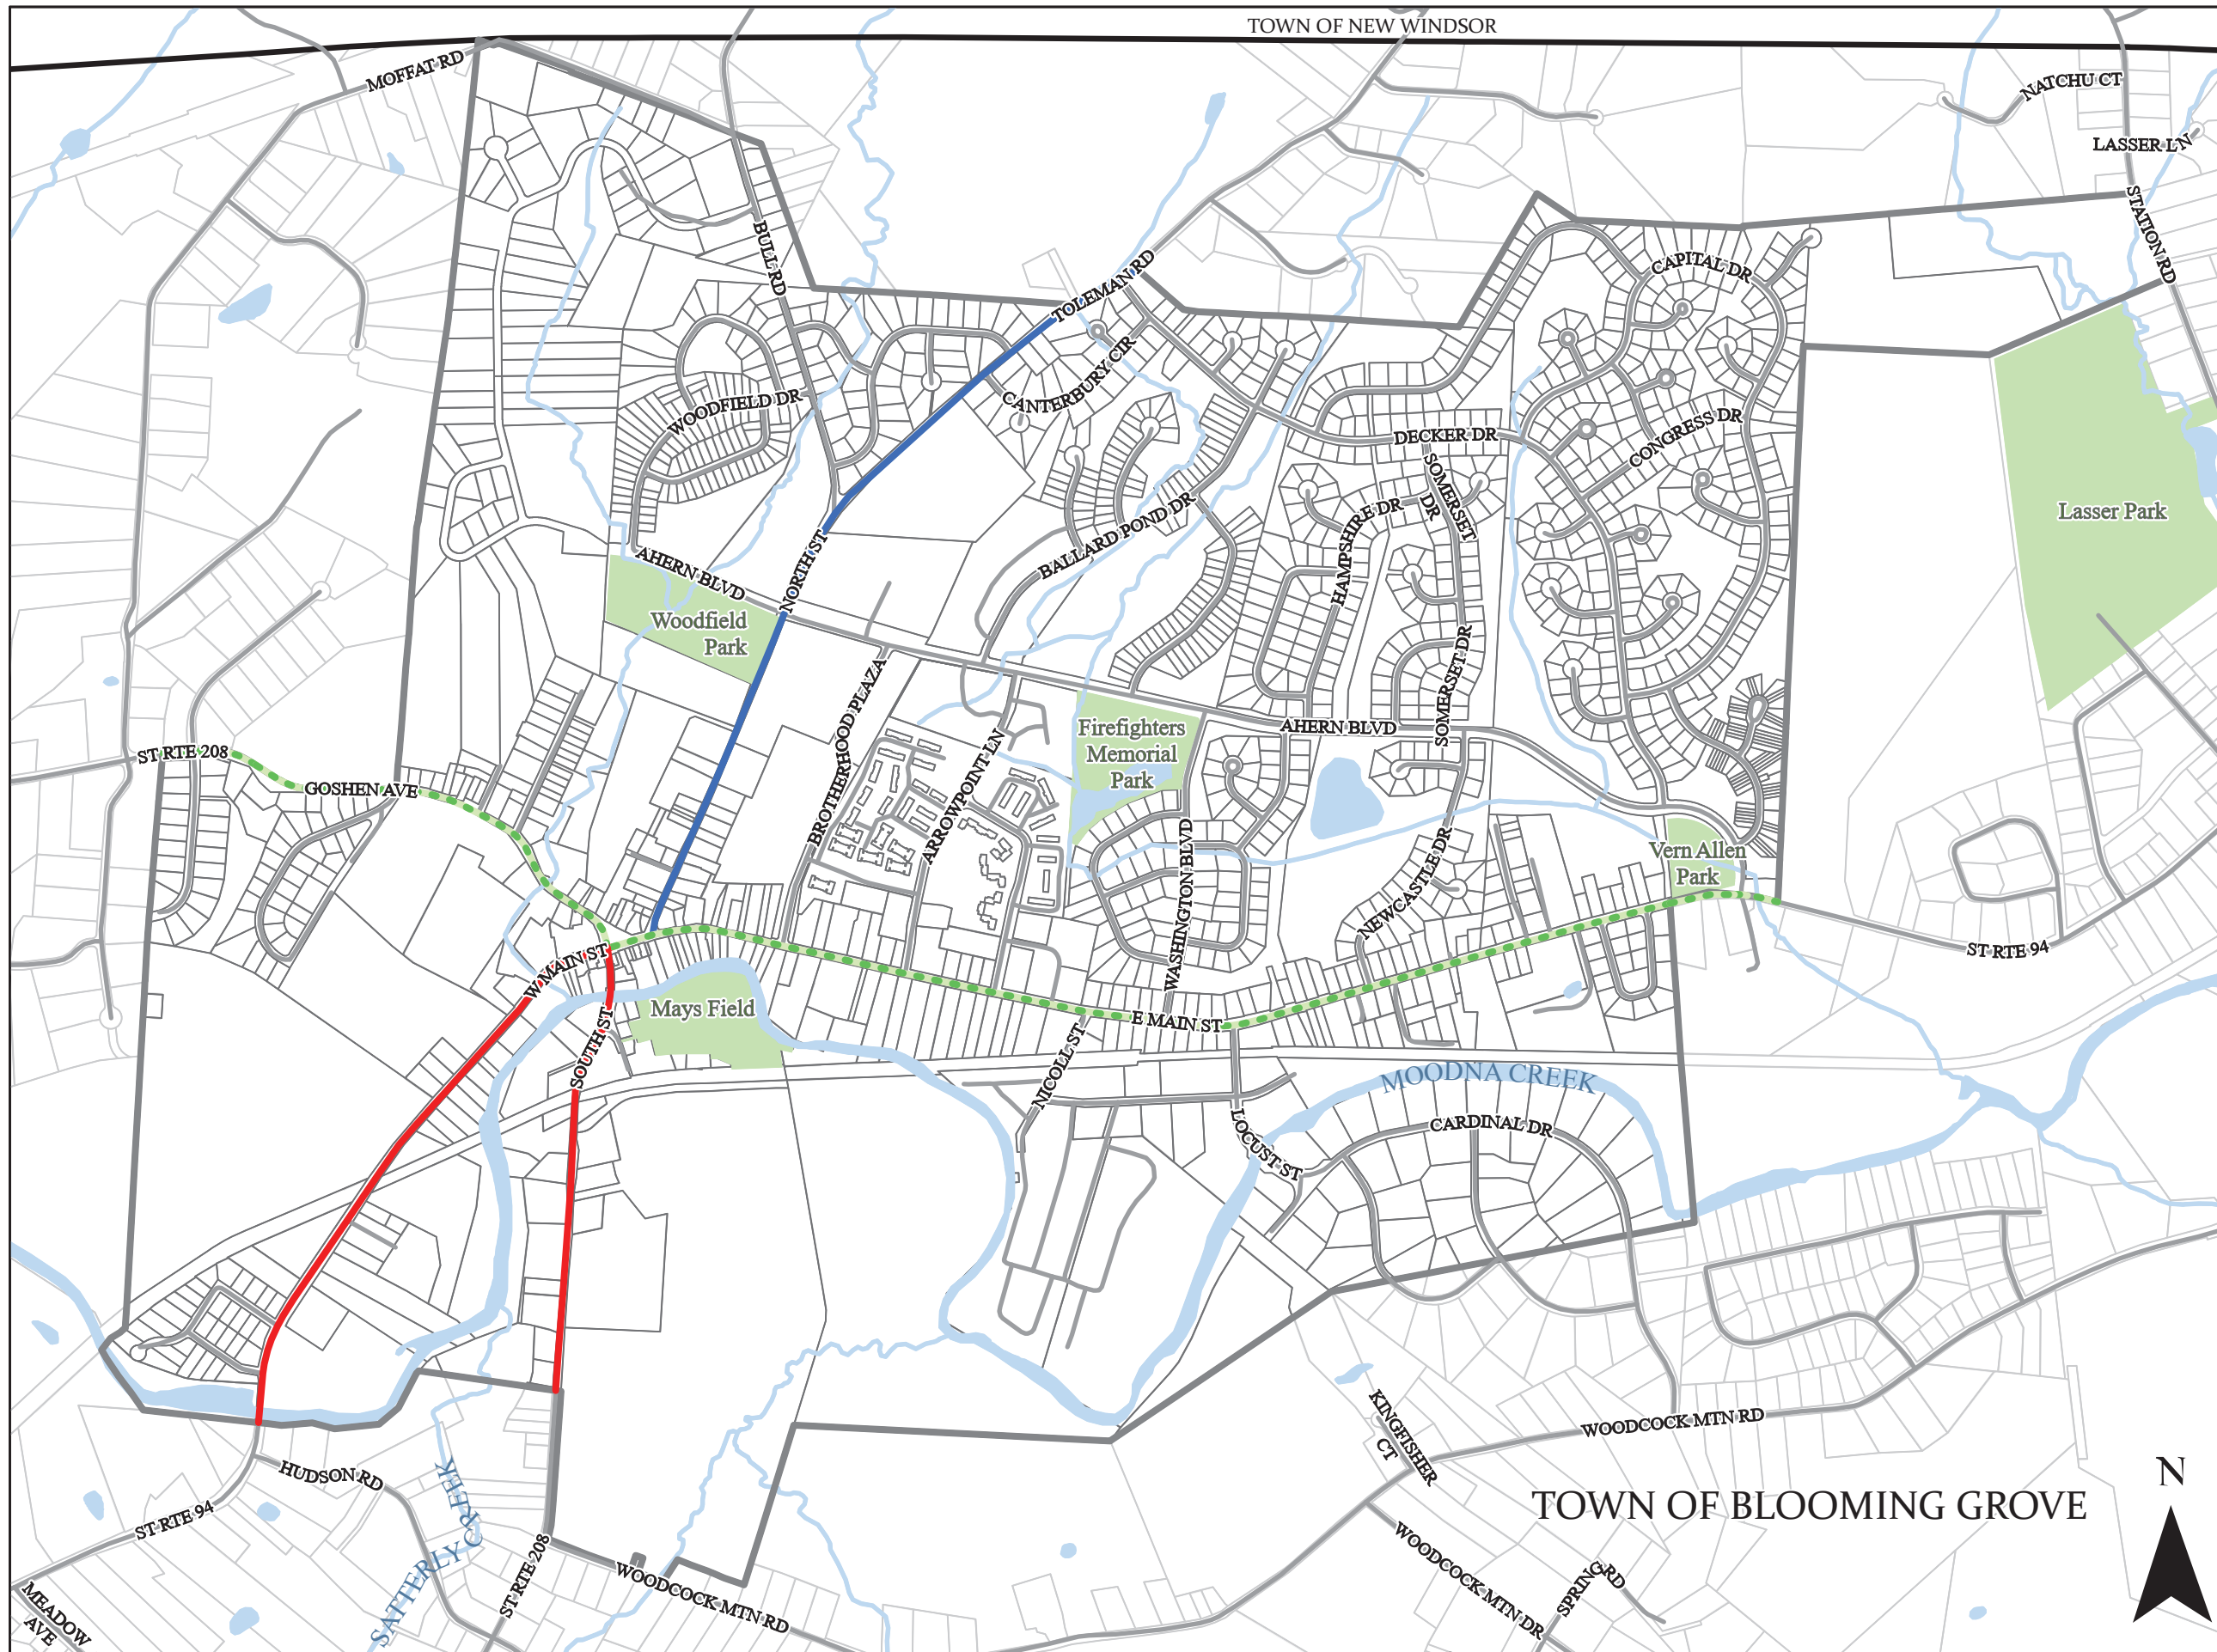 TOWN OF NEW WINDSOR
MOFFAT RD
NATCHU CT
LASSER LN
STATION RD
BULL RD
TOLEMAN RD
CAPITAL DR
CANTERBURY CIR
WOODFIELD DR
DECKER DR
CONGRESS DR
SOMERSET
DR
HAMPSHIRE DR
BALLARD POND DR
Lasser Park
AHERN BLVD
NORTH ST
Woodfield
Park
BROTHERHOOD PLAZA
ARROWPOINT LN
Firefighters
Memorial
Park
AHERN BLVD
SOMERSET DR
ST RTE 208
GOSHEN AVE
WASHINGTON BLVD
NEWCASTLE DR
Vern Allen
Park
ST RTE 94
W MAIN ST
SOUTH ST
Mays Field
E MAIN ST
NICOLL ST
MOODNA CREEK
LOCUST ST
CARDINAL DR
KINGFISHER
CT
WOODCOCK MTN RD
HUDSON RD
ST RTE 94
SATTERLY CREEK
ST RTE 208
WOODCOCK MTN RD
MEADOW
AVE
TOWN OF BLOOMING GROVE
WOODCOCK MTN DR
SPRING RD
N